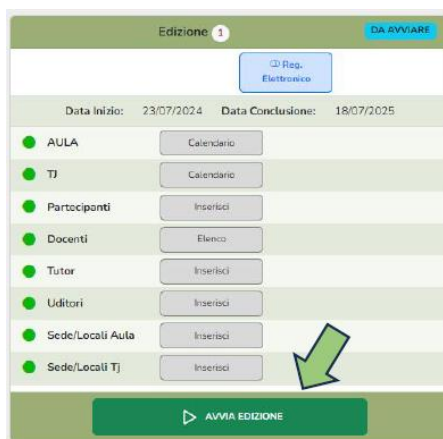 Edizione 1 DA AVVIARE
Reg.
Elettronico
Data Inizio: 23/07/2024 Data Conclusione: 18/07/2025
AULA Calendario
TJ Calendario
Partecipanti Inserisci
Docenti Elenco
Tutor Inserisci
Uditori Inserisci
Sede/Locali Aula Inserisci
Sede/Locali Tj Inserisci
AVVIA EDIZIONE